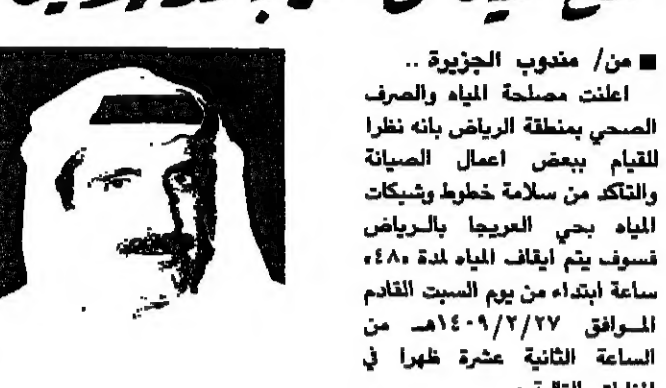 ■ من/ مندوب الجزيرة ..
اعلنت مصلحة المياه والصرف
الصحي بمنطقة الرياض بانه نظرا
للقيام ببعض اعمال الصيانة
والتاكد من سلامة خطوط وشبكات
المياه بحي العريجا بالرياض
فسوف يتم ايقاف المياه لمدة «٤٨»
ساعة ابتداء من يوم السبت القادم
المـوافق ١٤٠٩/٢/٢٧هـ من
الساعة الثانية عشرة ظهرا في